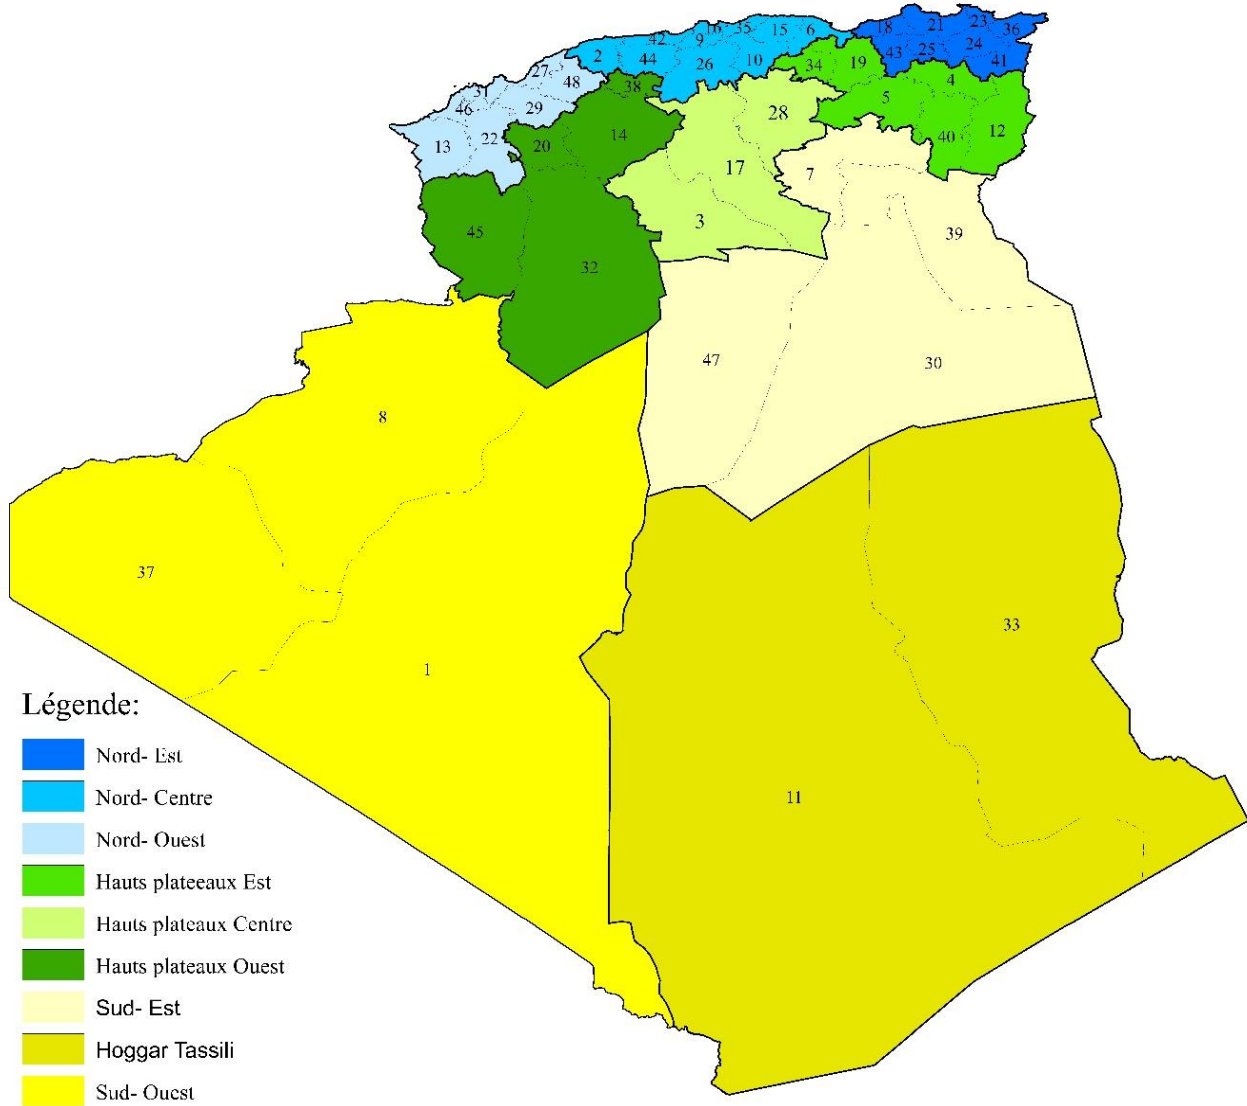 18 21 23 36
16 35 15 6
42 9
2 44 26 10 43 25 24 41
27 48 38 34 19 4
31 46 29 28 5
13 22 20 14 17 7 40 12
45 32 3 39
47 30
8
37
1 33
11
Légende:
Nord- Est
Nord- Centre
Nord- Ouest
Hauts plateeaux Est
Hauts plateaux Centre
Hauts plateaux Ouest
Sud- Est
Hoggar Tassili
Sud- Ouest